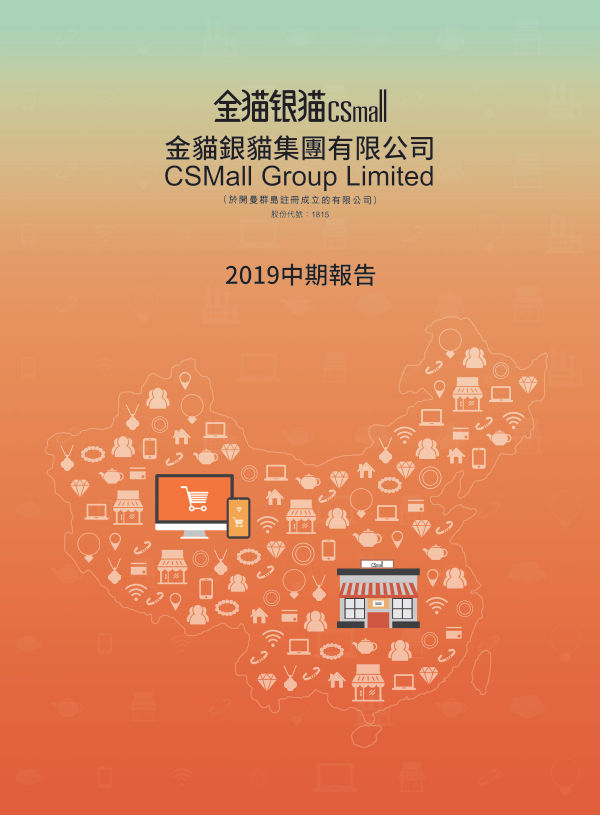 金猫银猫CSmall
金貓銀貓集團有限公司
CSMall Group Limited
(於開曼群島註冊成立的有限公司)
股份代號：1815
2019中期報告
CSmall